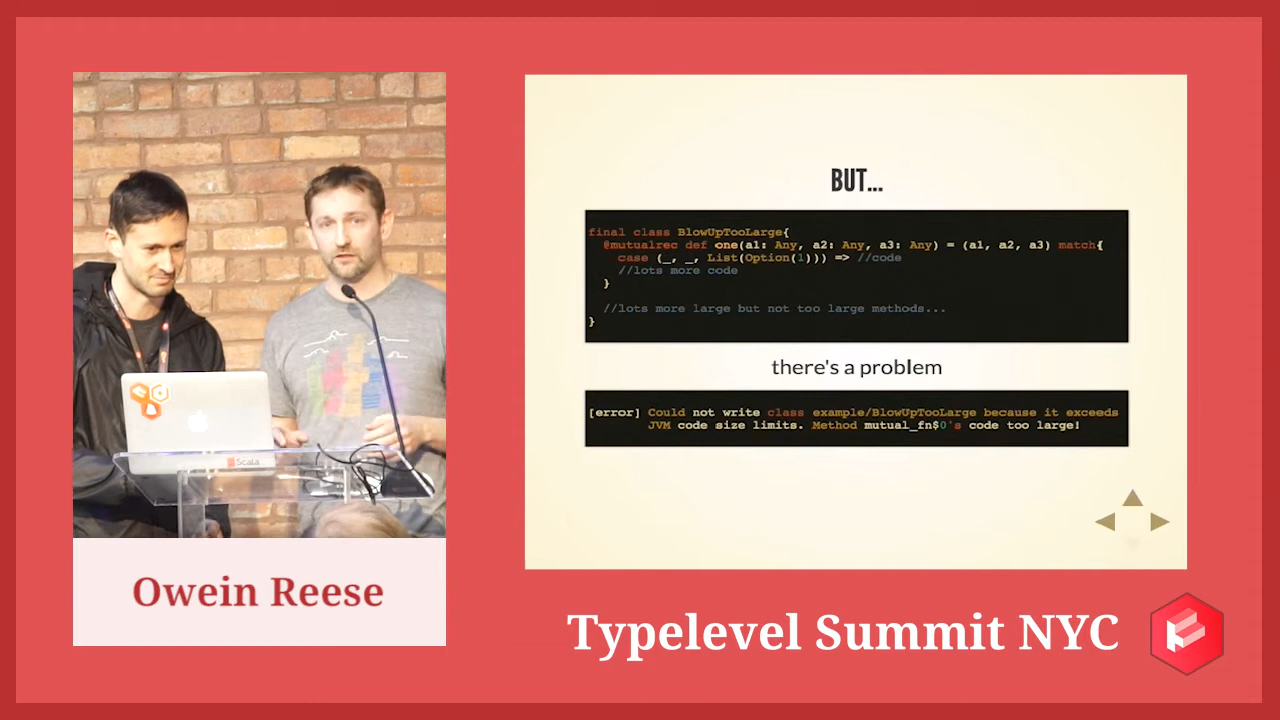 BUT...
final class BlowUpTooLarge{
@mutualrec def one(a1: Any, a2: Any, a3: Any) = (a1, a2, a3) match{
case (_, _, List(Option(1))) => //code
//lots more code
}
//lots more large but not too large methods...
}
there's a problem
[error] Could not write class example/BlowUpTooLarge because it exceeds
JVM code size limits. Method mutual_fn$0's code too large!
Scala
Owein Reese
Typelevel Summit NYC